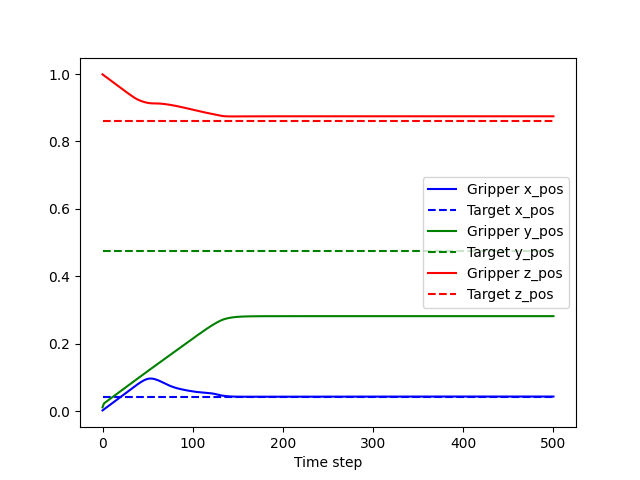 1.0
0.8
0.6
0.4
0.2
0.0
Gripper x_pos
Target x_pos
Gripper y_pos
Target y_pos
Gripper z_pos
Target z_pos
0 100 200 300 400 500
Time step